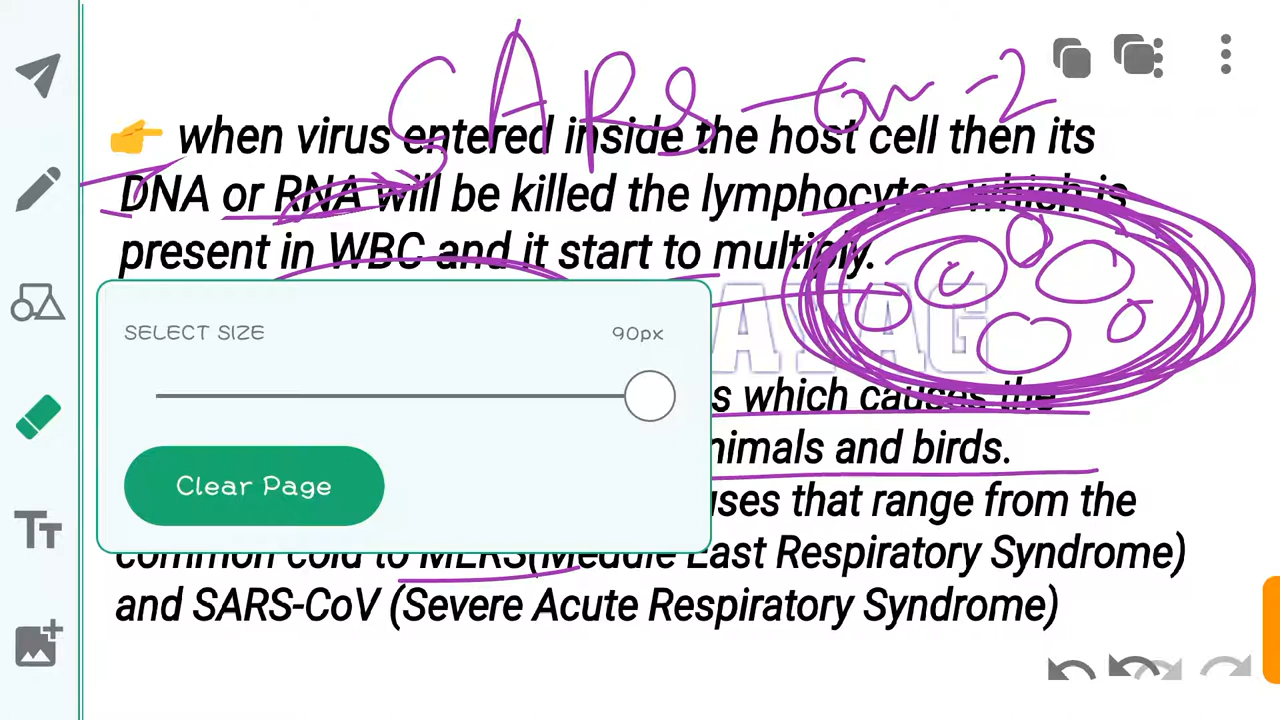 SARS-Cov-2
👉 when virus entered inside the host cell then its
DNA or RNA will be killed the lymphocytes which is
present in WBC and it start to multiply.
SELECT SIZE 90px
AYAG
s which causes the
nimals and birds.
Clear Page
uses that range from the
common cold to MERS(Meddle East Respiratory Syndrome)
and SARS-CoV (Severe Acute Respiratory Syndrome)
TT